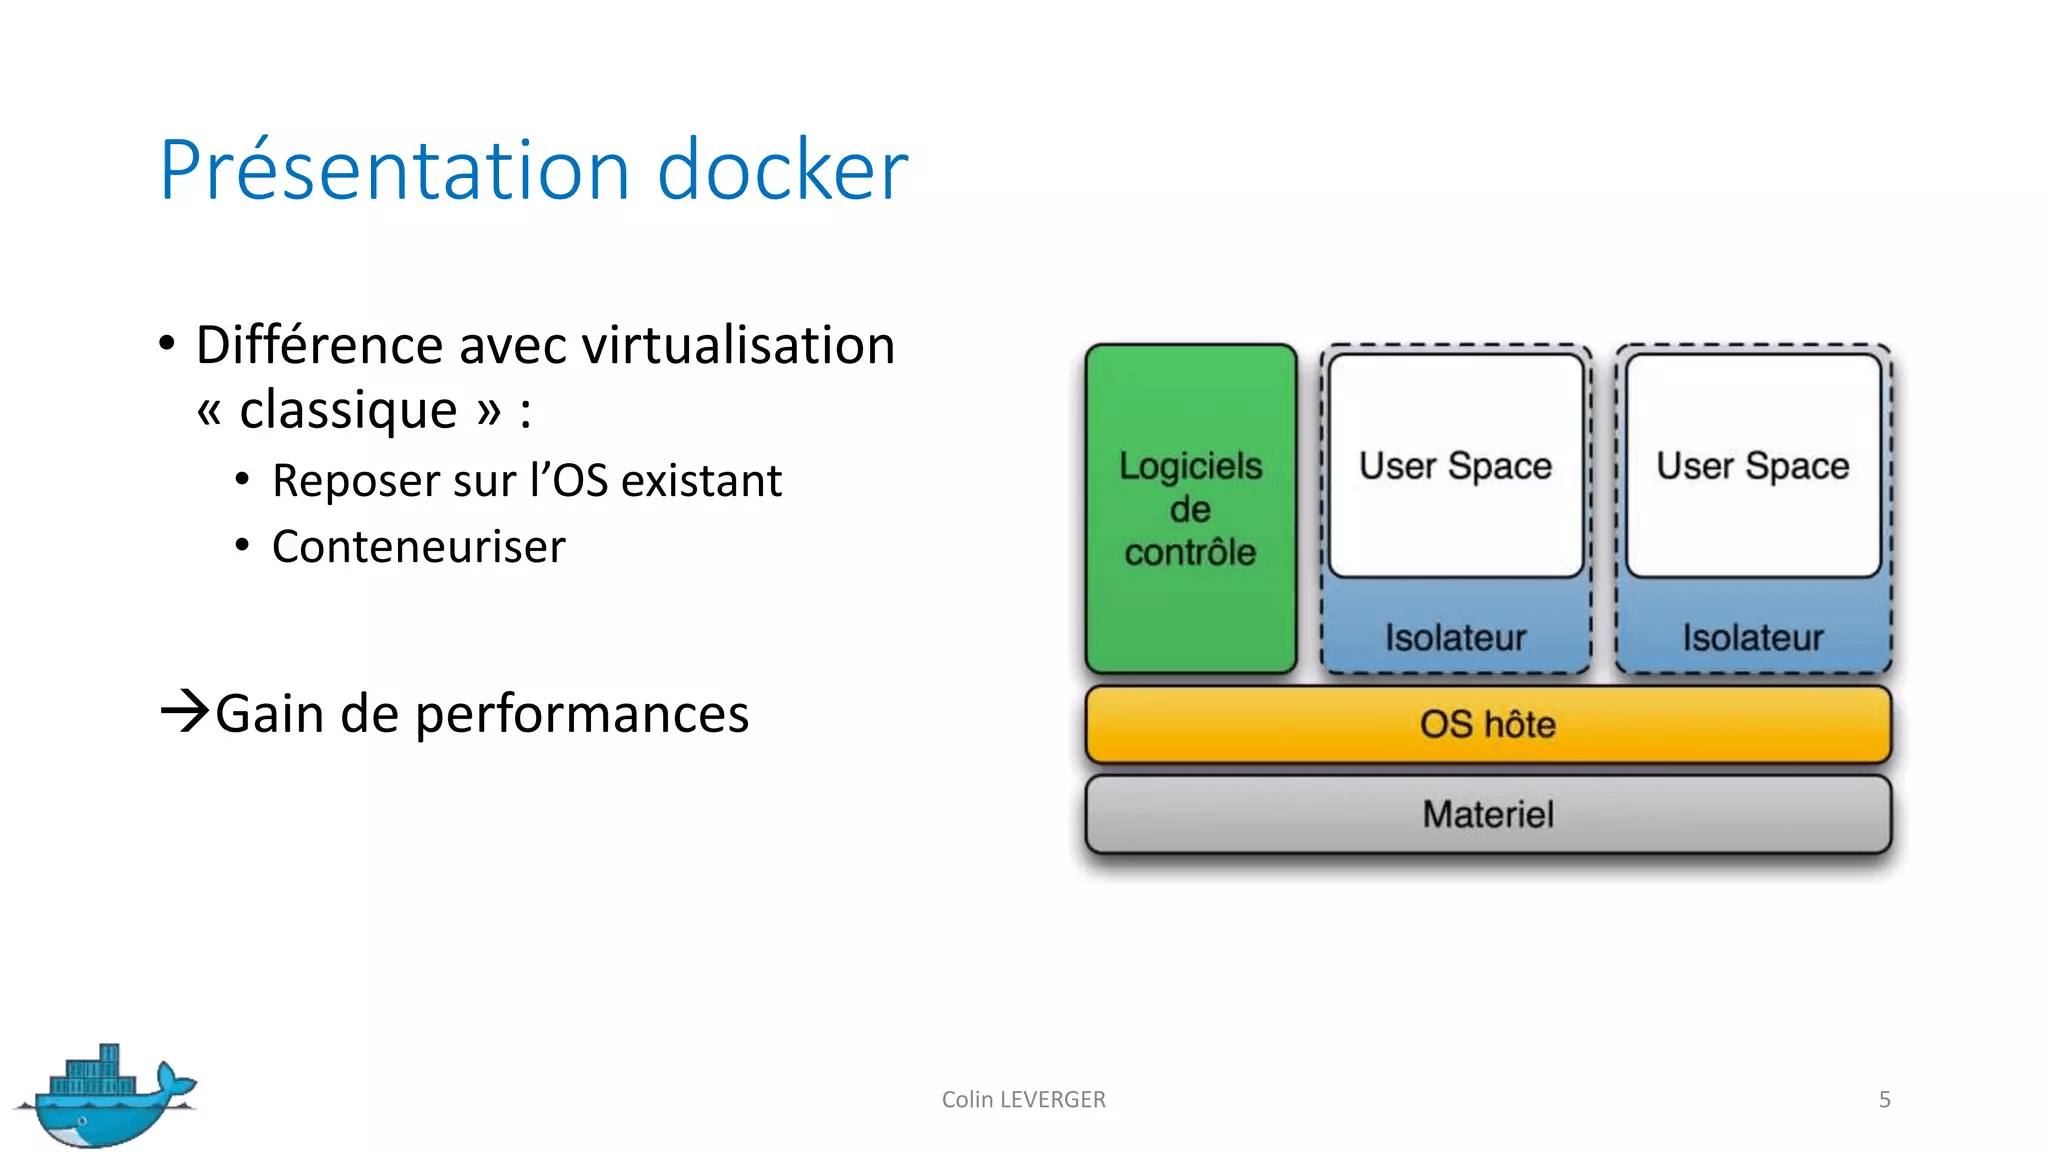 Présentation docker
• Différence avec virtualisation
« classique » :
• Reposer sur l’OS existant
• Conteneuriser
→Gain de performances
Logiciels
de
contrôle
User Space
Isolateur
User Space
Isolateur
OS hôte
Materiel
Colin LEVERGER
5